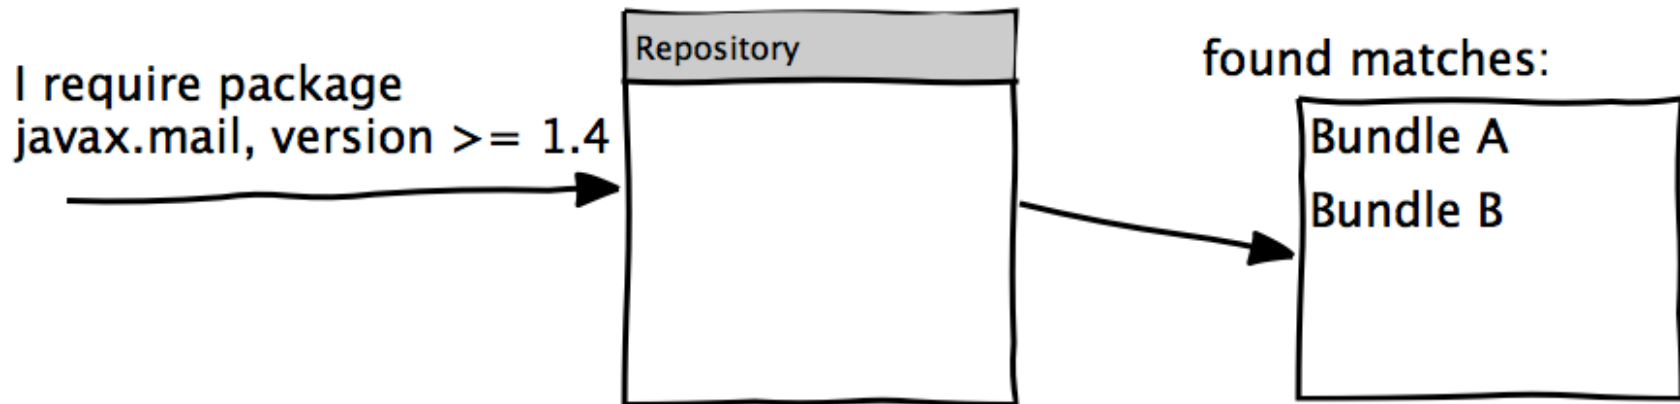 I require package
javax.mail, version >= 1.4
Repository
found matches:
Bundle A
Bundle B